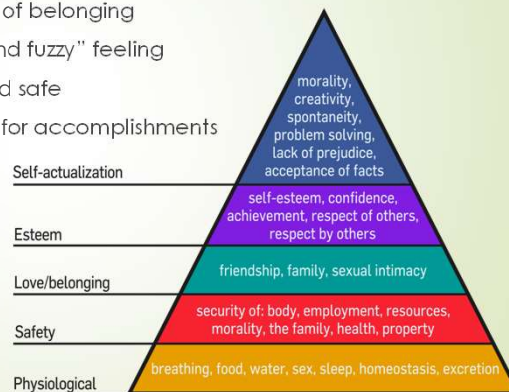 of belonging
nd fuzzy” feeling
d safe
for accomplishments
morality,
creativity,
spontaneity,
problem solving,
lack of prejudice,
acceptance of facts
Self-actualization
self-esteem, confidence,
achievement, respect of others,
respect by others
Esteem
friendship, family, sexual intimacy
Love/belonging
security of: body, employment, resources,
morality, the family, health, property
Safety
breathing, food, water, sex, sleep, homeostasis, excretion
Physiological